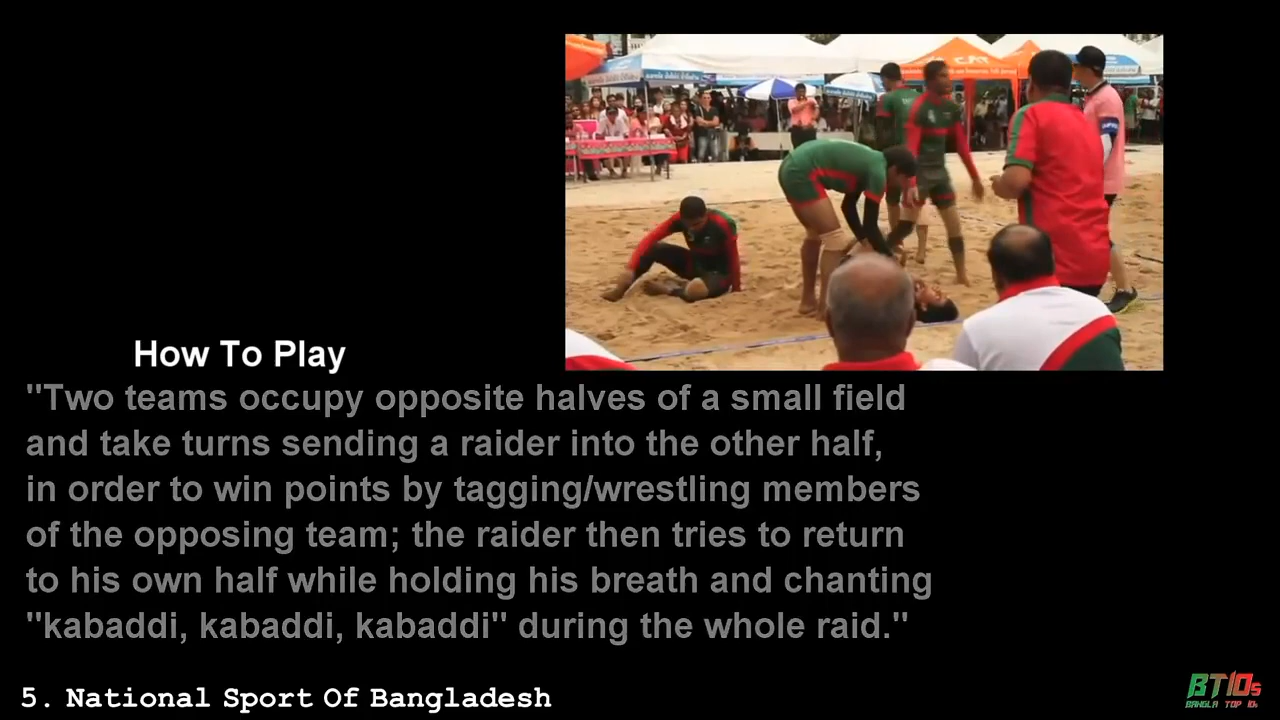 How To Play
"Two teams occupy opposite halves of a small field
and take turns sending a raider into the other half,
in order to win points by tagging/wrestling members
of the opposing team; the raider then tries to return
to his own half while holding his breath and chanting
"kabaddi, kabaddi, kabaddi" during the whole raid."
5. National Sport Of Bangladesh
BT10s
BANGLA TOP 10s